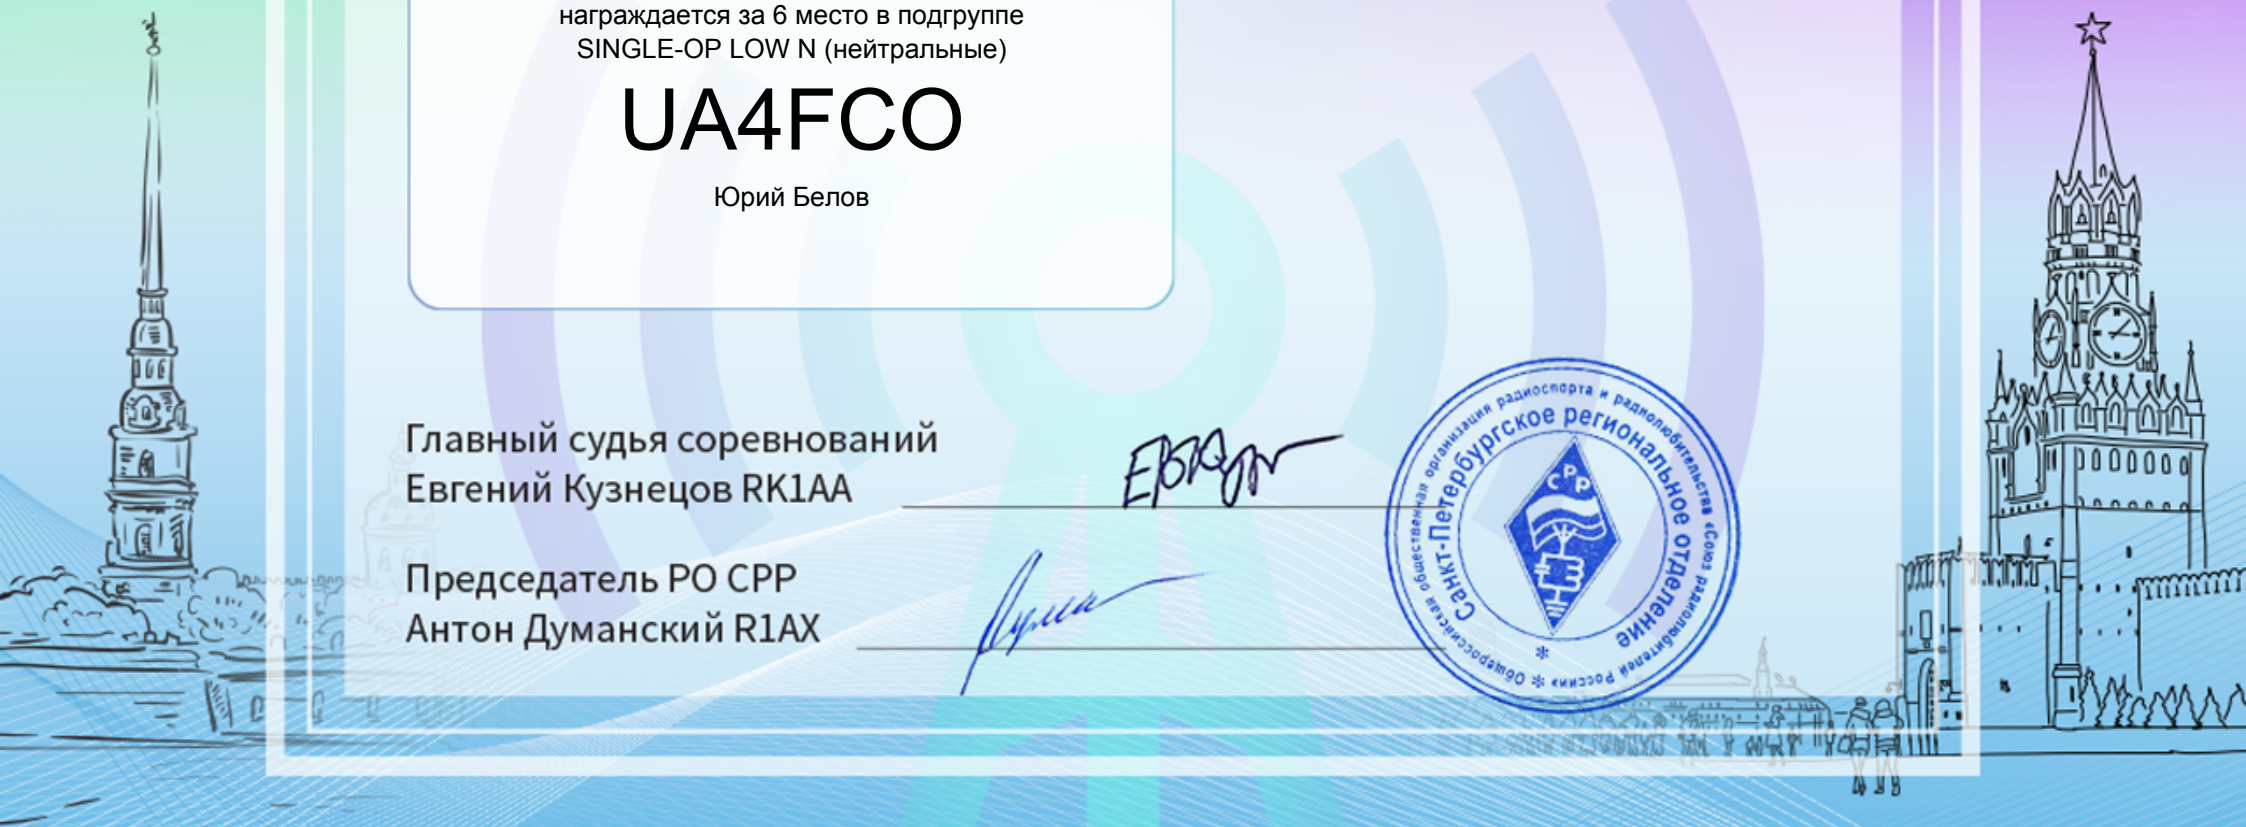 награждается за 6 место в подгруппе
SINGLE-OP LOW N (нейтральные)
UA4FCO
Юрий Белов
Главный судья соревнований
Евгений Кузнецов RK1AA
Председатель РО СРР
Антон Думанский R1AX
Общероссийская общественная организация радиоспорта и радиолюбительства «Союз радиолюбителей России»
Санкт-Петербургское региональное отделение
СРР